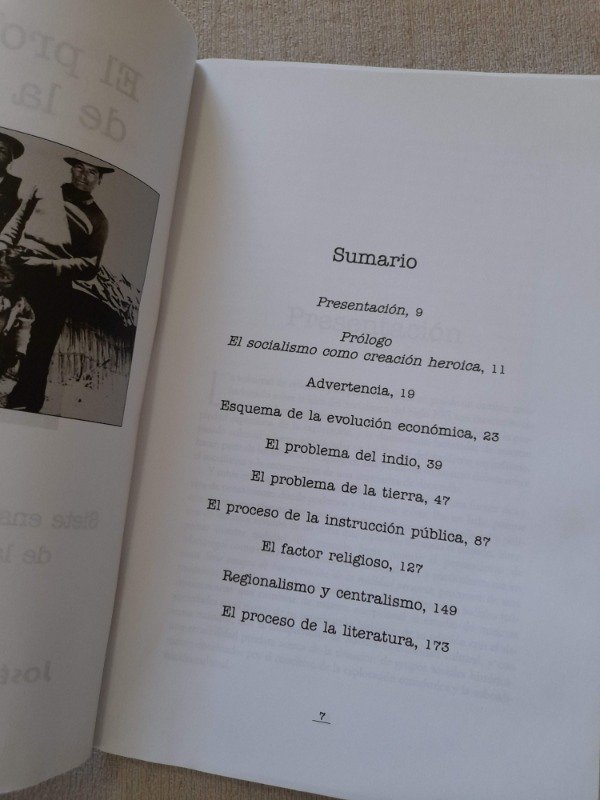 Sumario
Presentación, 9
Prólogo
El socialismo como creación heroica, 11
Advertencia, 19
Esquema de la evolución económica, 23
El problema del indio, 39
El problema de la tierra, 47
El proceso de la instrucción pública, 87
El factor religioso, 127
Regionalismo y centralismo, 149
El proceso de la literatura, 173
7